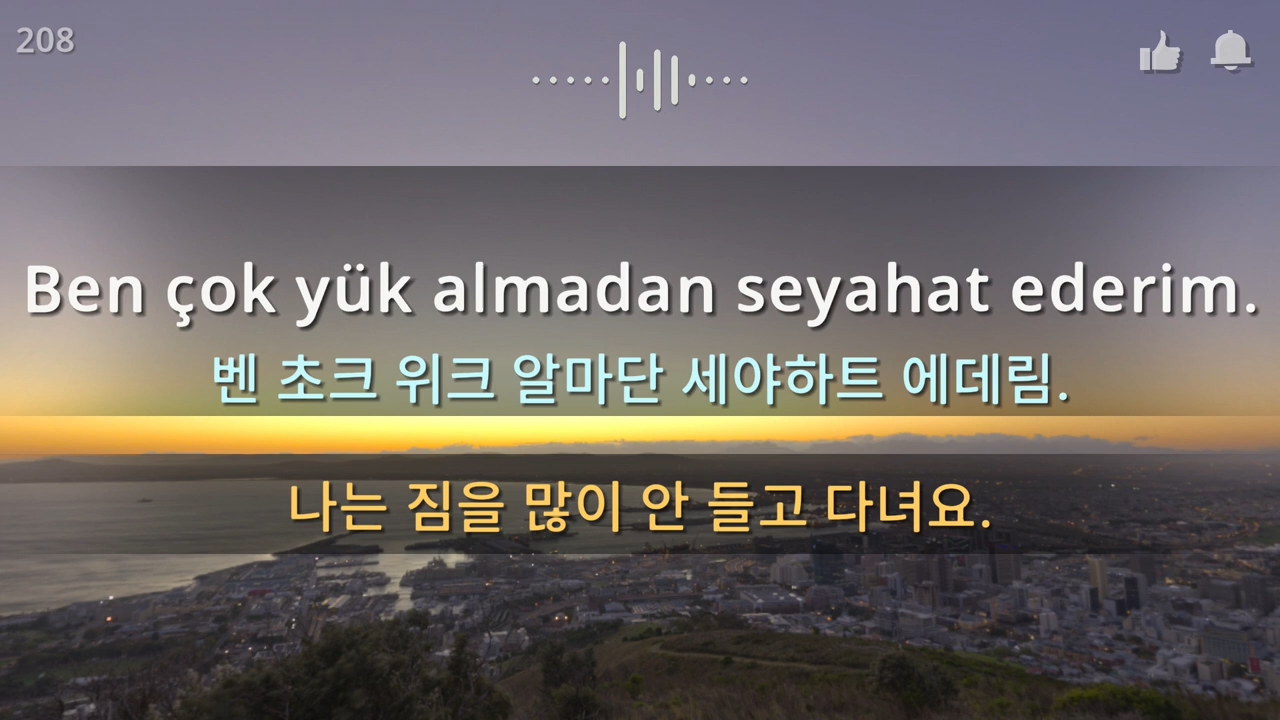 208
Ben çok yük almadan seyahat ederim.
벤 초크 위크 알마단 세야하트 에데림.
나는 짐을 많이 안 들고 다녀요.